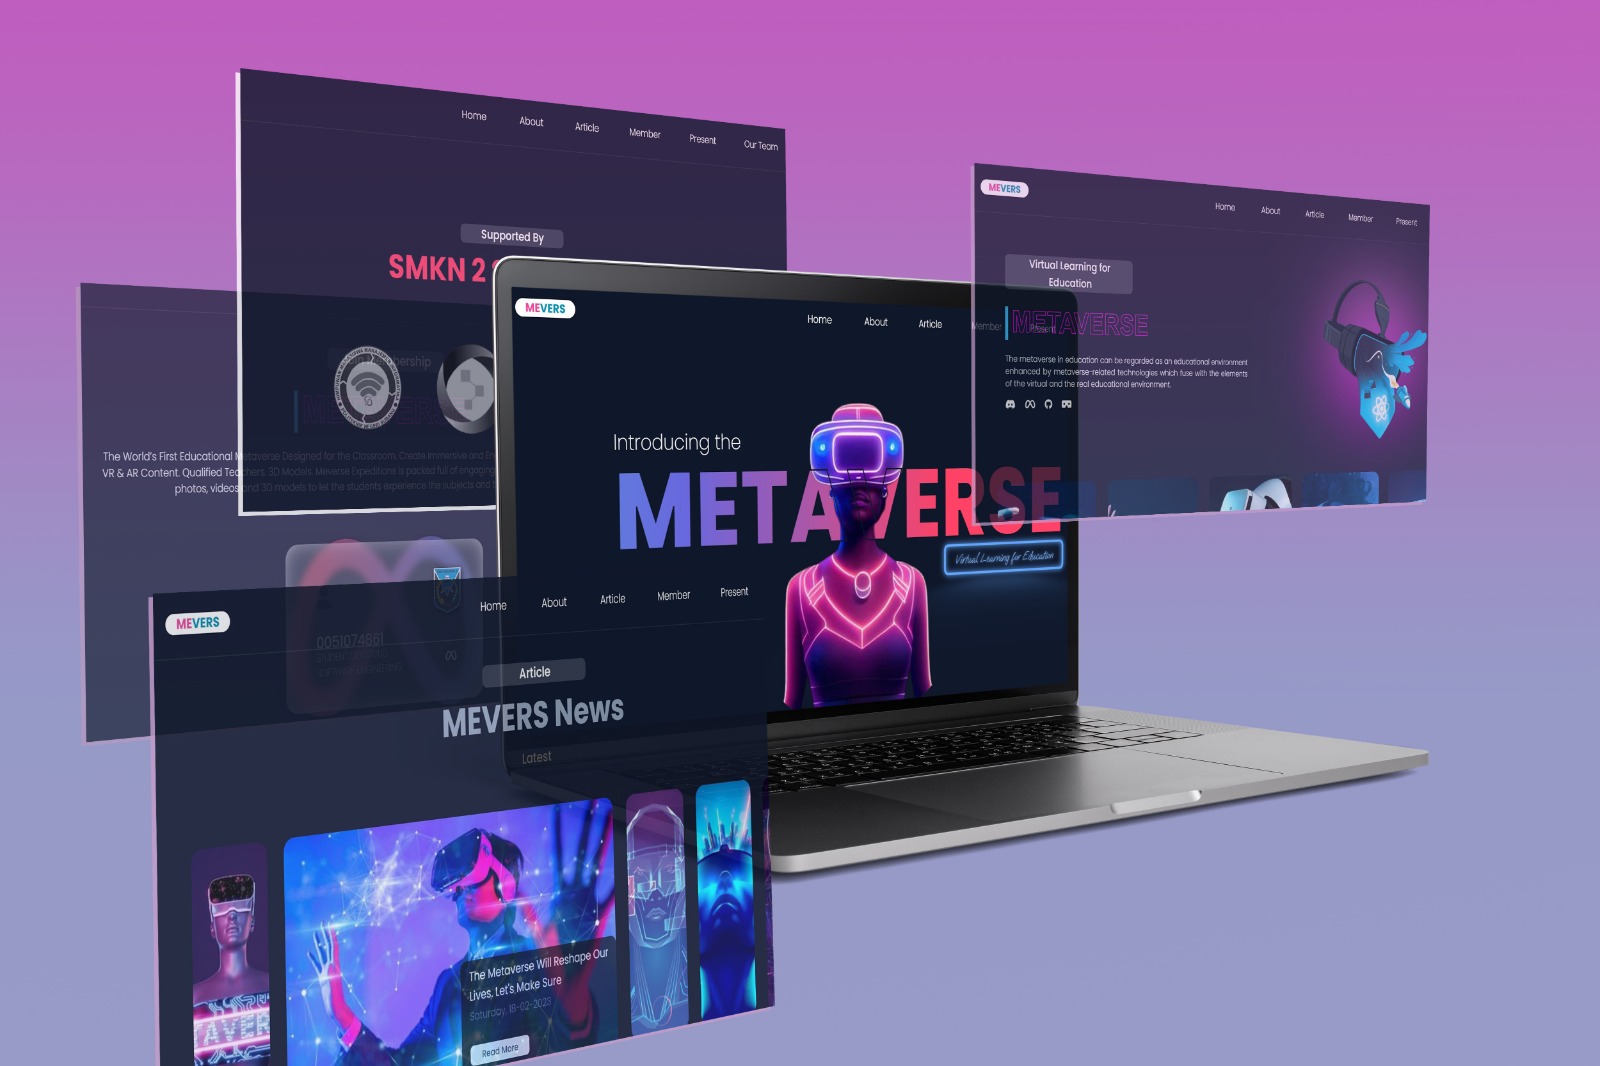 Home About Article Member Present Our Team
Supported By
SMKN 2
The World's First Educational Metaverse Designed for the Classroom. Create Immersive and
VR & AR Content. Qualified Teachers. 3D Models. Meverse Expeditions is packed full of engaging
photos, videos and 3D models to let the students experience the subjects and
0051074861
MEVERS
Home About Article Member Present
Introducing the
METAVERSE
Virtual Learning for Education
MEVERS
Home About Article Member Present
Virtual Learning for
Education
METAVERSE
The metaverse in education can be regarded as an educational environment
enhanced by metaverse-related technologies which fuse with the elements
of the virtual and the real educational environment.
MEVERS
Home About Article Member Present
Article
MEVERS News
Latest
The Metaverse Will Reshape Our
Lives, Let's Make Sure
Saturday, 18-02-2023
Read More